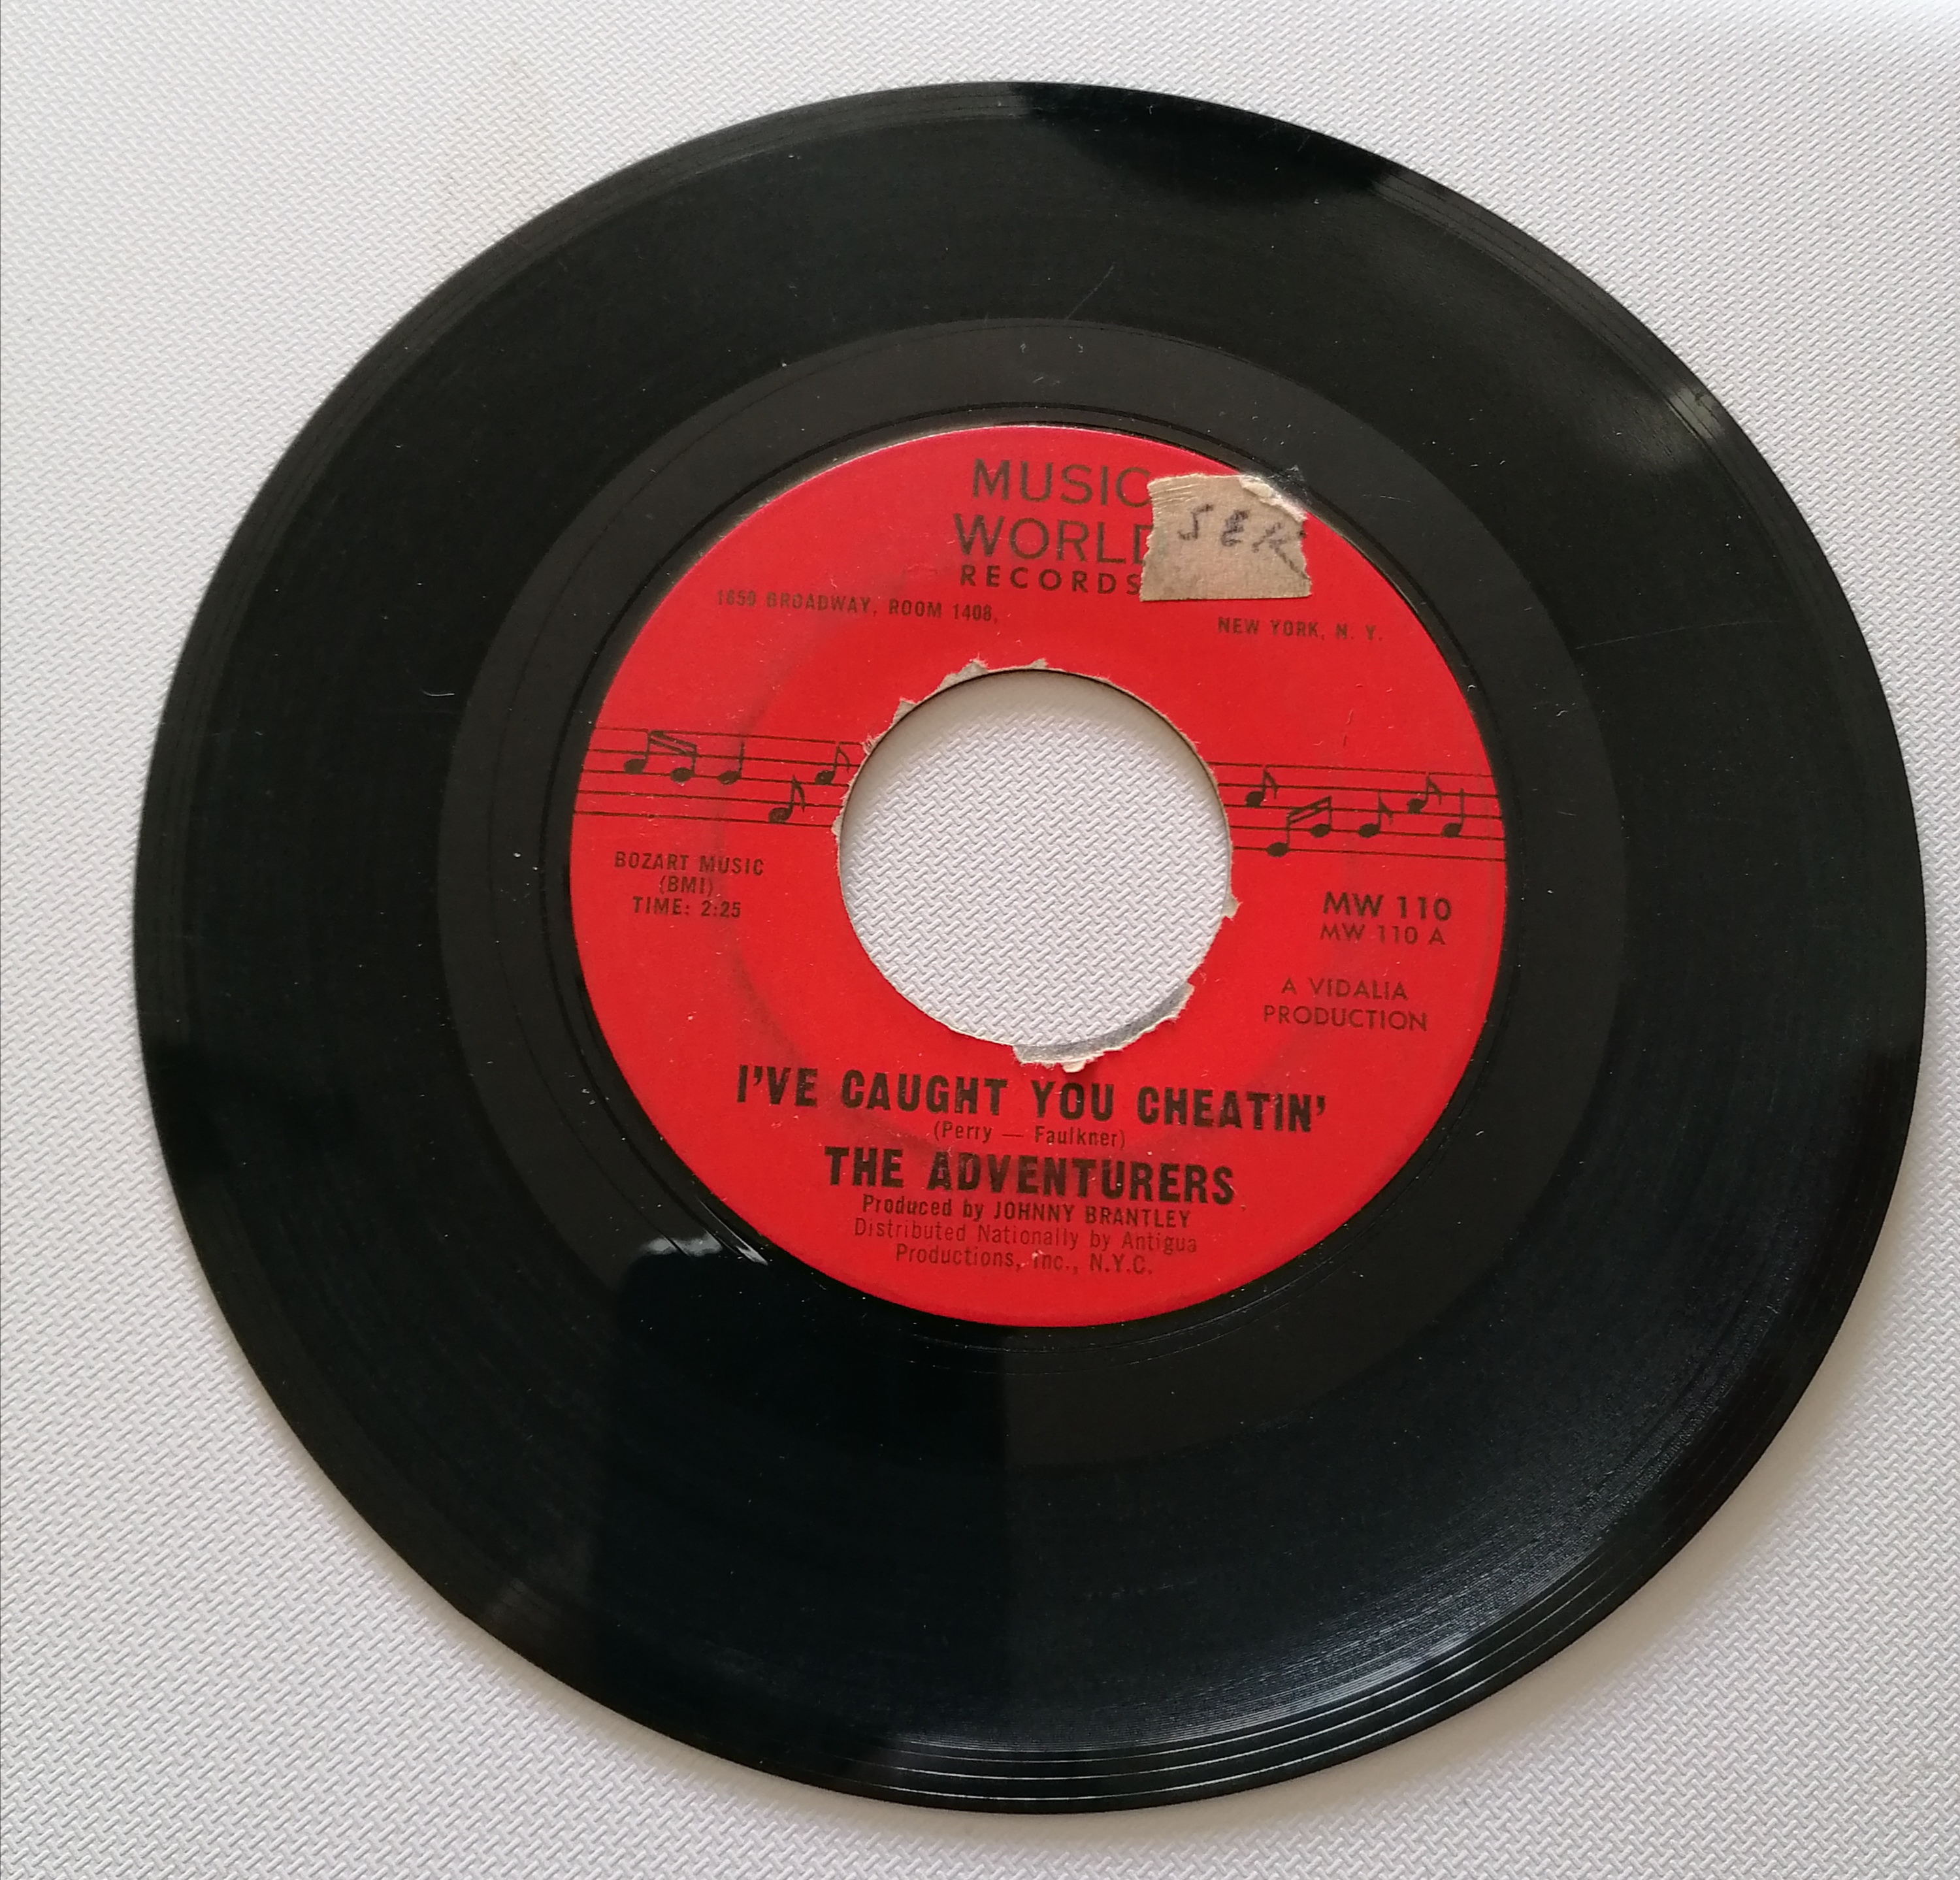 MUSIC
WORLD
RECORDS
SER
1650 BROADWAY, ROOM 1408, NEW YORK, N. Y.
BOZART MUSIC
(BMI)
TIME: 2:25
MW 110
MW 110 A
A VIDALIA
PRODUCTION
I'VE CAUGHT YOU CHEATIN'
(Perry — Faulkner)
THE ADVENTURERS
Produced by JOHNNY BRANTLEY
Distributed Nationally by Antigua
Productions, Inc., N.Y.C.